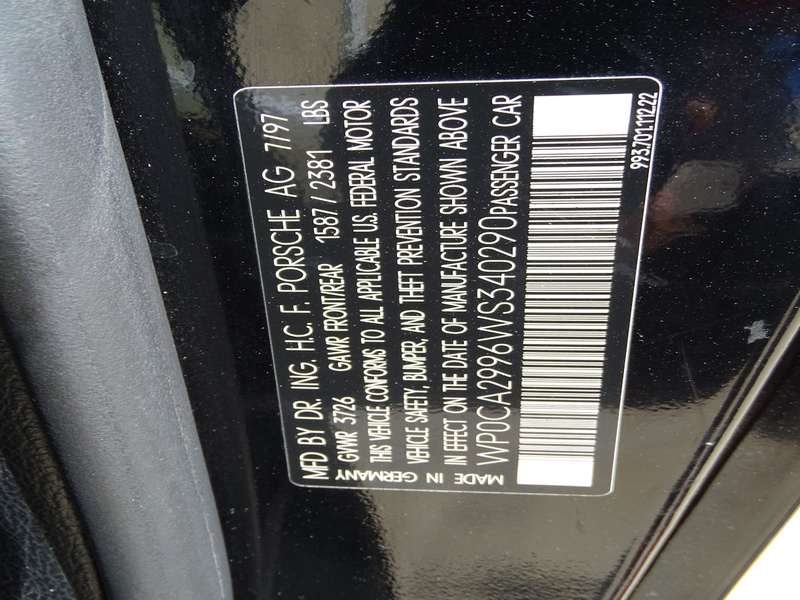 MFD BY DR. ING. H.C. F. PORSCHE AG 7/97
GVWR 3726 GAWR FRONT/REAR 1587/2381 LBS
THIS VEHICLE CONFORMS TO ALL APPLICABLE U.S. FEDERAL MOTOR
VEHICLE SAFETY, BUMPER, AND THEFT PREVENTION STANDARDS
IN EFFECT ON THE DATE OF MANUFACTURE SHOWN ABOVE
WP0CA2996WS340290 PASSENGER CAR
MADE IN GERMANY
993.701.112.22